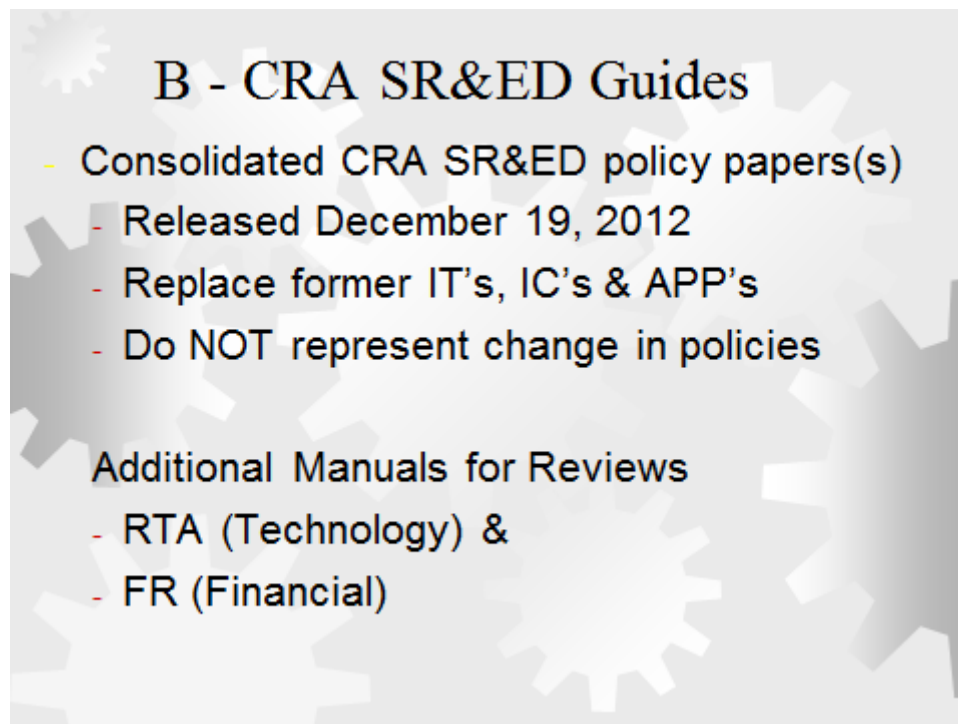 B - CRA SR&ED Guides
- Consolidated CRA SR&ED policy papers(s)
- Released December 19, 2012
- Replace former IT's, IC's & APP's
- Do NOT represent change in policies
Additional Manuals for Reviews
- RTA (Technology) &
- FR (Financial)